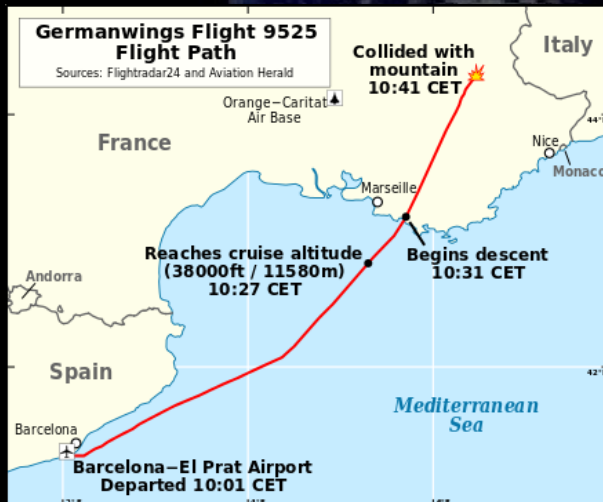 Germanwings Flight 9525
Flight Path
Sources: Flightradar24 and Aviation Herald
Collided with
mountain
10:41 CET
Italy
Orange−Caritat
Air Base
France
44°
Nice
Monaco
Marseille
Reaches cruise altitude
(38000ft / 11580m)
10:27 CET
Begins descent
10:31 CET
Andorra
Spain
42°
Mediterranean
Sea
Barcelona
Barcelona−El Prat Airport
Departed 10:01 CET